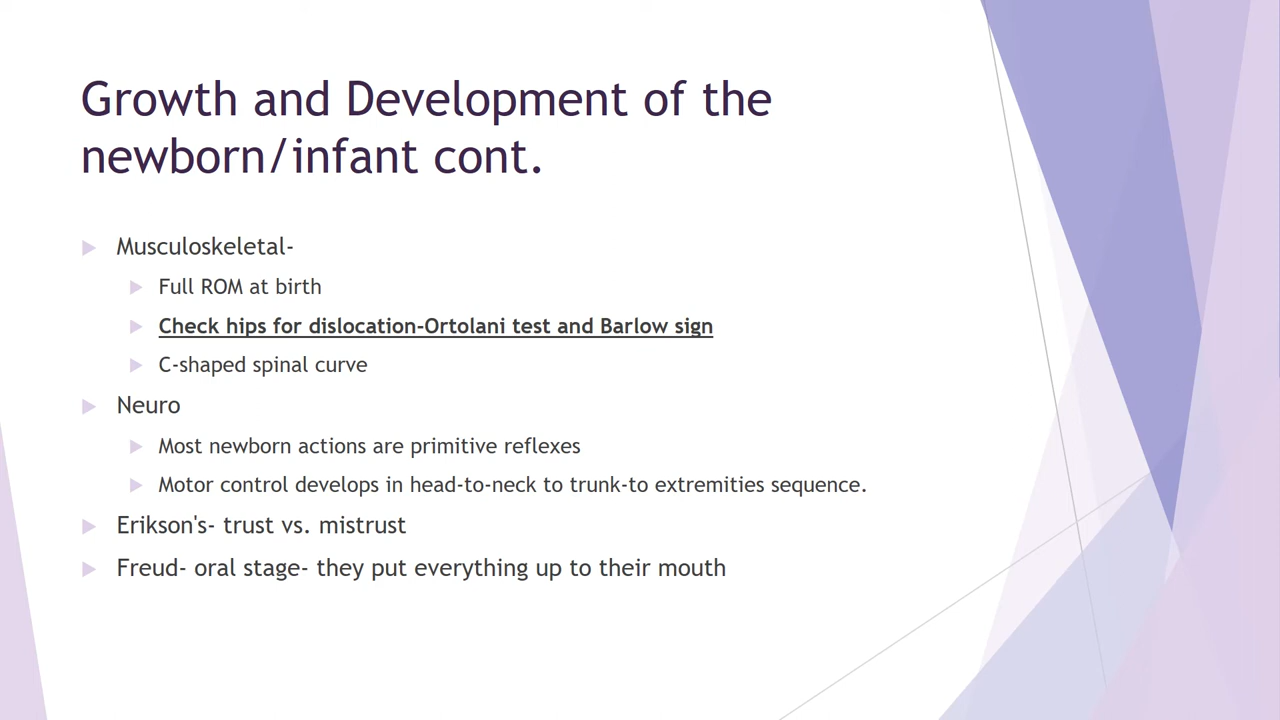 Growth and Development of the
newborn/infant cont.
Musculoskeletal-
Full ROM at birth
Check hips for dislocation-Ortolani test and Barlow sign
C-shaped spinal curve
Neuro
Most newborn actions are primitive reflexes
Motor control develops in head-to-neck to trunk-to extremities sequence.
Erikson's- trust vs. mistrust
Freud- oral stage- they put everything up to their mouth